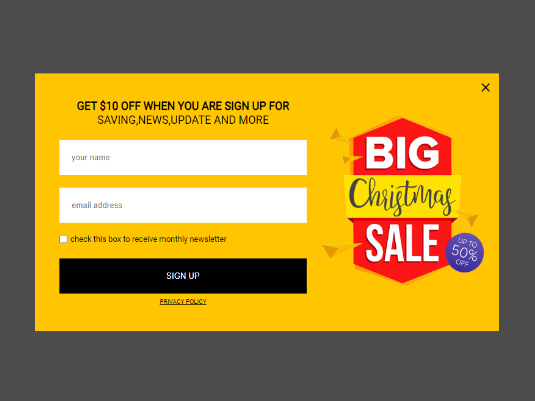 GET $10 OFF WHEN YOU ARE SIGN UP FOR
SAVING,NEWS,UPDATE AND MORE
your name
email address
check this box to receive monthly newsletter
SIGN UP
PRIVACY POLICY
BIG
Christmas
SALE
UP TO
50%
OFF